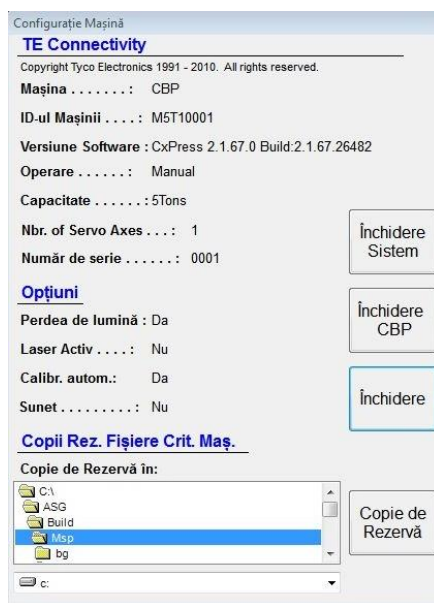 Configurație Mașină
TE Connectivity
Copyright Tyco Electronics 1991 - 2010. All rights reserved.
Mașina . . . . . . . : CBP
ID-ul Mașinii . . . . : M5T10001
Versiune Software : CxPress 2.1.67.0 Build:2.1.67.26482
Operare . . . . . . : Manual
Capacitate . . . . . . : 5Tons
Nbr. of Servo Axes . . . : 1
Număr de serie . . . . . . : 0001
Închidere
Sistem
Opțiuni
Perdea de lumină : Da
Laser Activ . . . . : Nu
Calibr. autom.: Da
Sunet . . . . . . . . . : Nu
Închidere
CBP
Închidere
Copii Rez. Fișiere Crit. Maș.
Copie de Rezervă în:
C:\
ASG
Build
Msp
bg
c:
Copie de
Rezervă